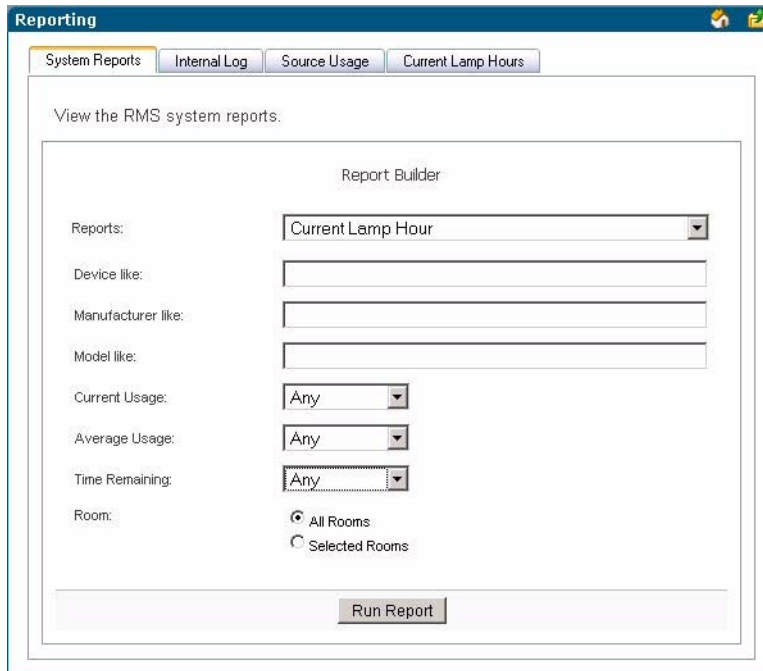 Reporting
System Reports Internal Log Source Usage Current Lamp Hours
View the RMS system reports.
Report Builder
Reports: Current Lamp Hour
Device like:
Manufacturer like:
Model like:
Current Usage: Any
Average Usage: Any
Time Remaining: Any
Room: All Rooms
Selected Rooms
Run Report